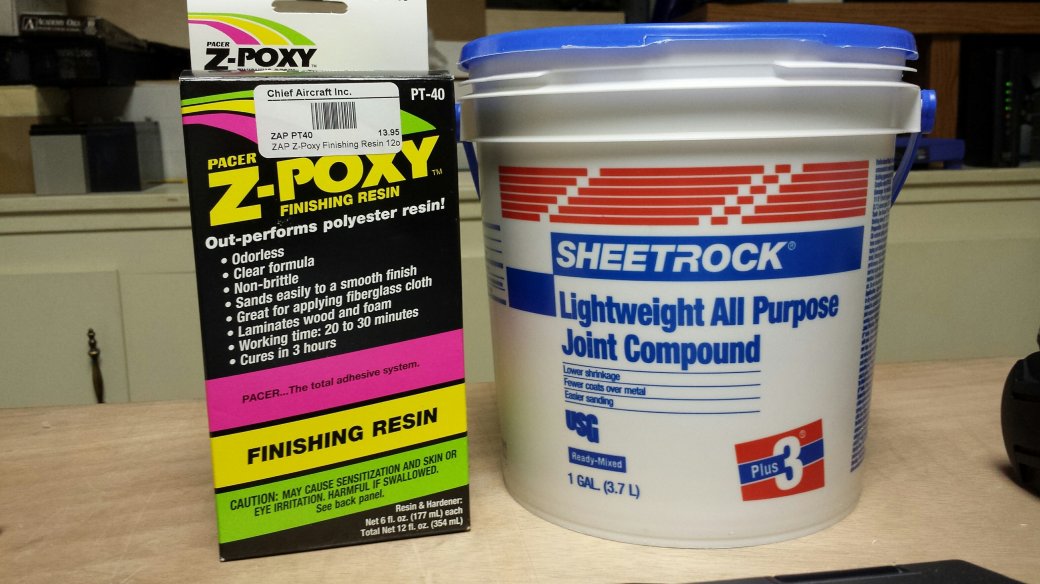 PACER
Z-POXY
Chief Aircraft Inc.
ZAP PT40 13.95
ZAP Z-Poxy Finishing Resin 12o
PT-40
PACER
Z-POXY™
FINISHING RESIN
Out-performs polyester resin!
• Odorless
• Clear formula
• Non-brittle
• Sands easily to a smooth finish
• Great for applying fiberglass cloth
• Laminates wood and foam
• Working time: 20 to 30 minutes
• Cures in 3 hours
PACER...The total adhesive system.
FINISHING RESIN
CAUTION: MAY CAUSE SENSITIZATION AND SKIN OR
EYE IRRITATION. HARMFUL IF SWALLOWED.
See back panel.
Resin & Hardener:
Net 6 fl. oz. (177 mL) each
Total Net 12 fl. oz. (354 mL)
SHEETROCK®
Lightweight All Purpose
Joint Compound
Lower shrinkage
Fewer coats over metal
Easier sanding
USG
Ready-Mixed
1 GAL. (3.7 L)
Plus 3®